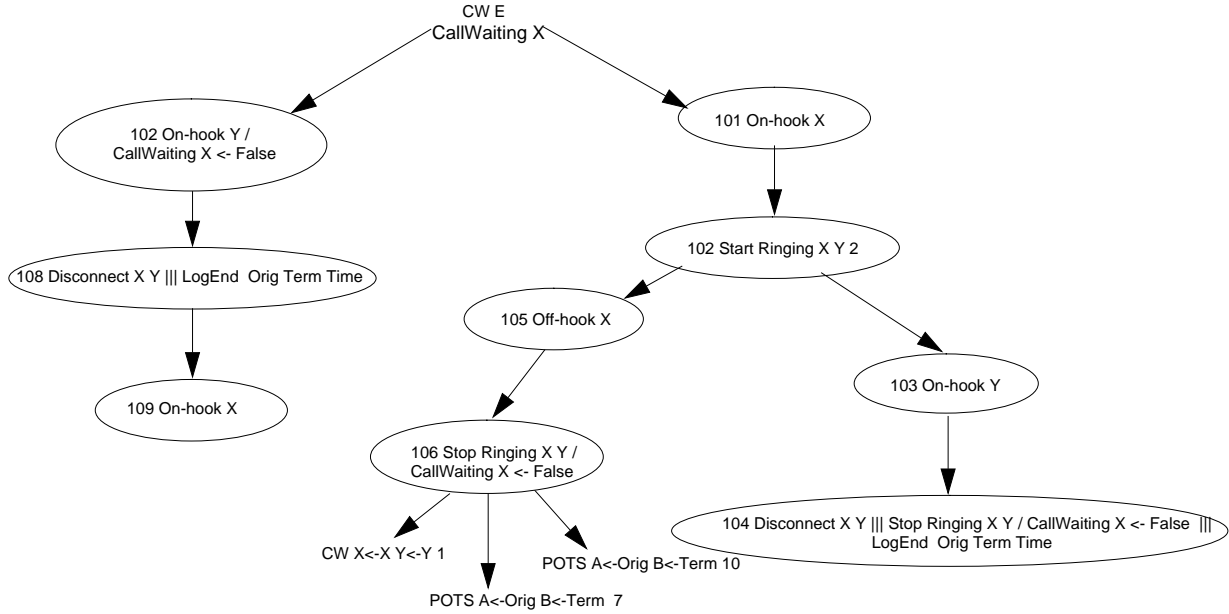 CW E
CallWaiting X
102 On-hook Y /
CallWaiting X <- False
101 On-hook X
102 Start Ringing X Y 2
108 Disconnect X Y ||| LogEnd Orig Term Time
105 Off-hook X
103 On-hook Y
109 On-hook X
106 Stop Ringing X Y /
CallWaiting X <- False
104 Disconnect X Y ||| Stop Ringing X Y / CallWaiting X <- False |||
LogEnd Orig Term Time
CW X<-X Y<-Y 1
POTS A<-Orig B<-Term 10
POTS A<-Orig B<-Term 7